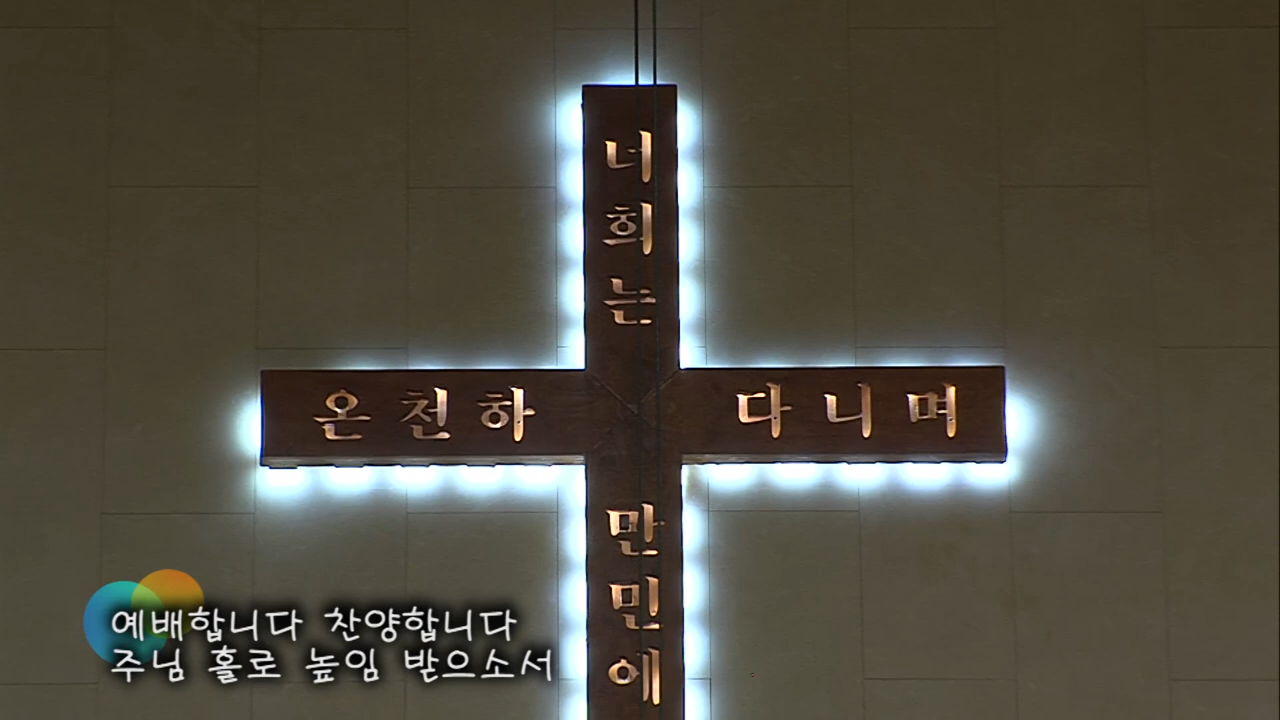 너희는
온천하 다니며
만민에
예배합니다 찬양합니다
주님 홀로 높임 받으소서